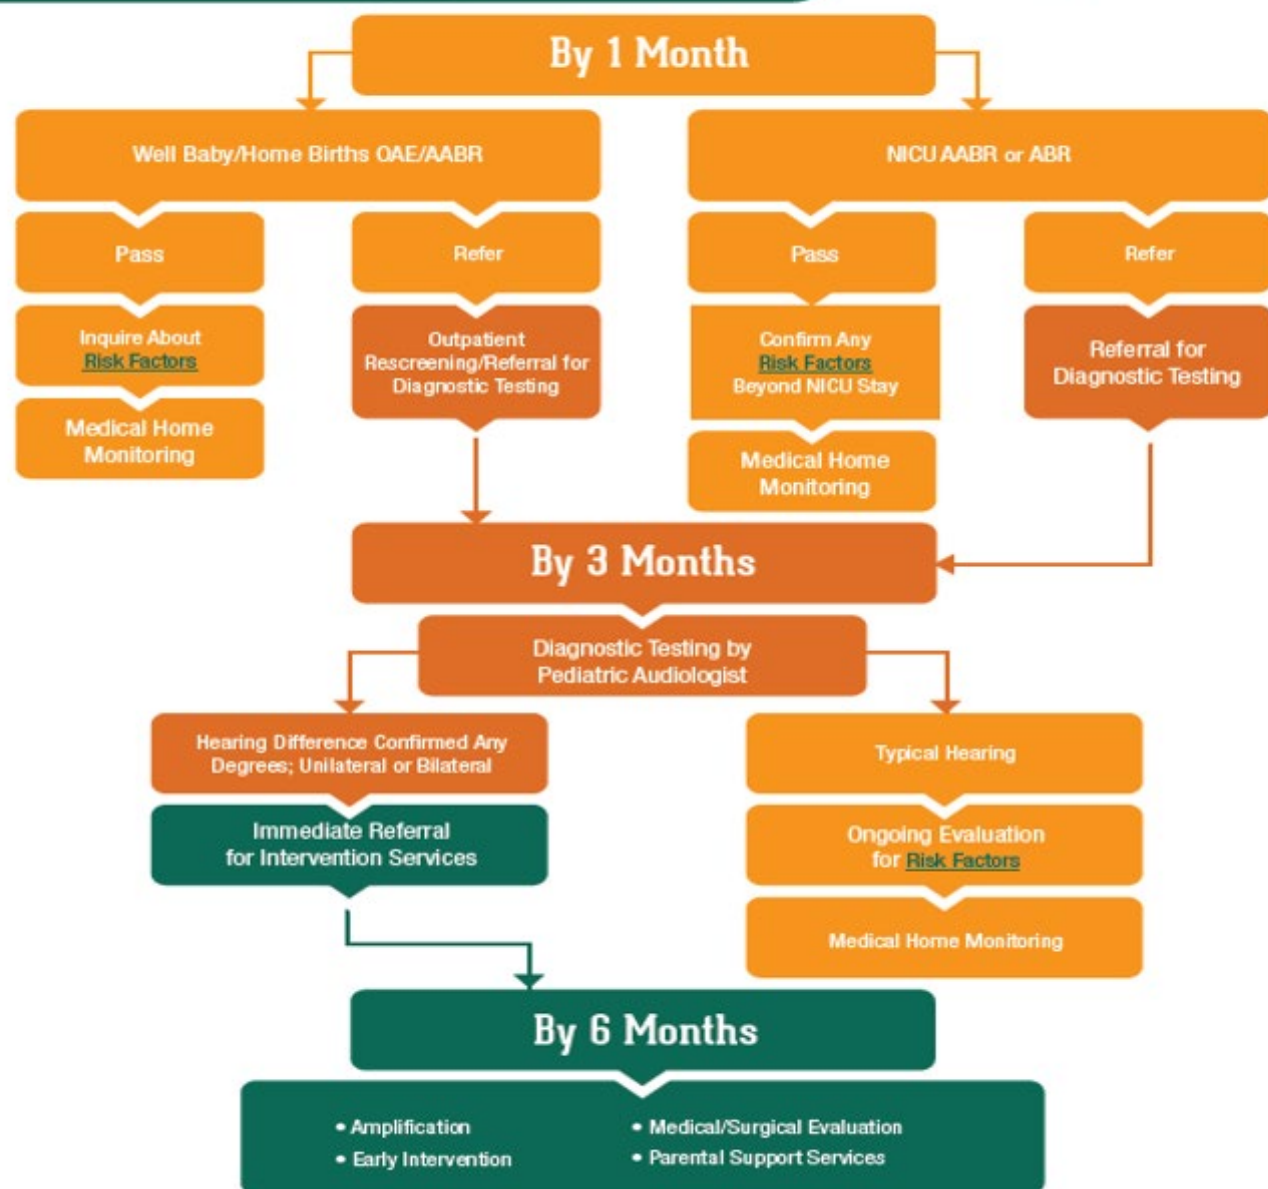 By 1 Month
Well Baby/Home Births OAE/AABR
NICU AABR or ABR
Pass
Refer
Pass
Refer
Inquire About
Risk Factors
Outpatient
Rescreening/Referral for
Diagnostic Testing
Confirm Any
Risk Factors
Beyond NICU Stay
Referral for
Diagnostic Testing
Medical Home
Monitoring
Medical Home
Monitoring
By 3 Months
Diagnostic Testing by
Pediatric Audiologist
Hearing Difference Confirmed Any
Degrees; Unilateral or Bilateral
Typical Hearing
Immediate Referral
for Intervention Services
Ongoing Evaluation
for Risk Factors
Medical Home Monitoring
By 6 Months
• Amplification
• Early Intervention
• Medical/Surgical Evaluation
• Parental Support Services